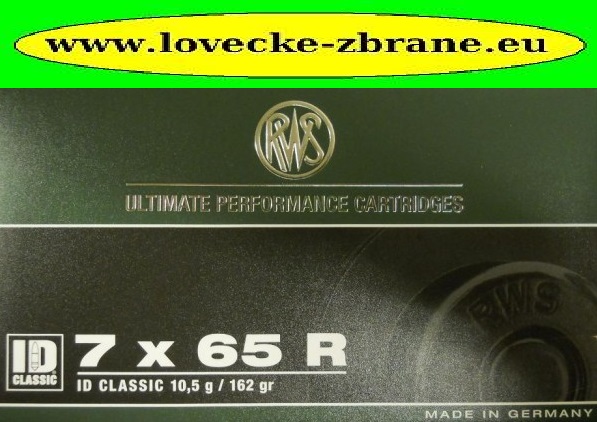 www.lovecke-zbrane.eu
RWS
ULTIMATE PERFORMANCE CARTRIDGES
RWS
ID
CLASSIC
7 x 65 R
ID CLASSIC 10,5 g / 162 gr
MADE IN GERMANY